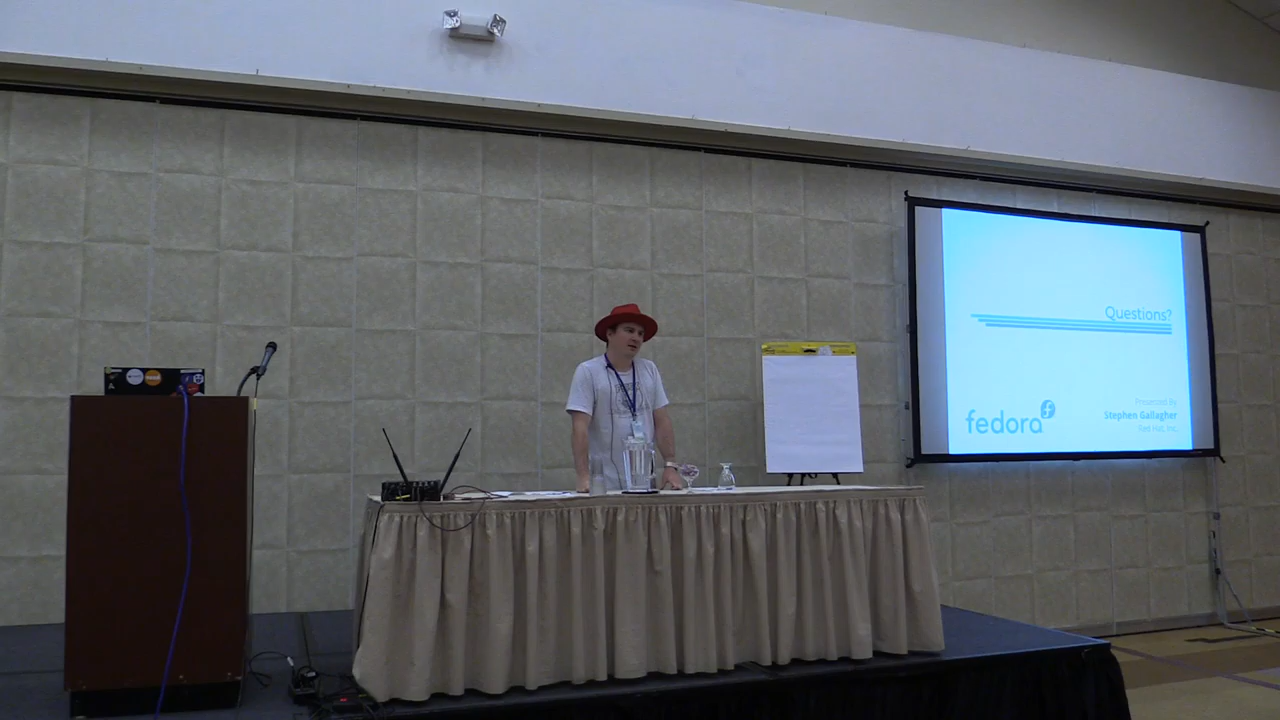 Questions?
Presented By
Stephen Gallagher
Red Hat, Inc.
fedora